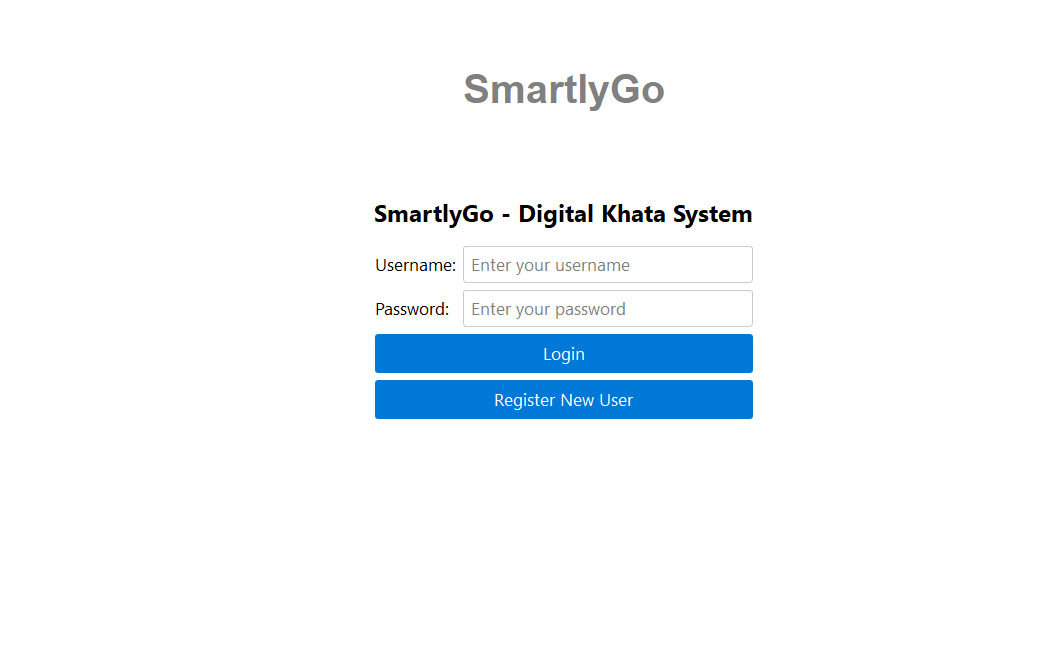 SmartlyGo
SmartlyGo - Digital Khata System
Username: Enter your username
Password: Enter your password
Login
Register New User